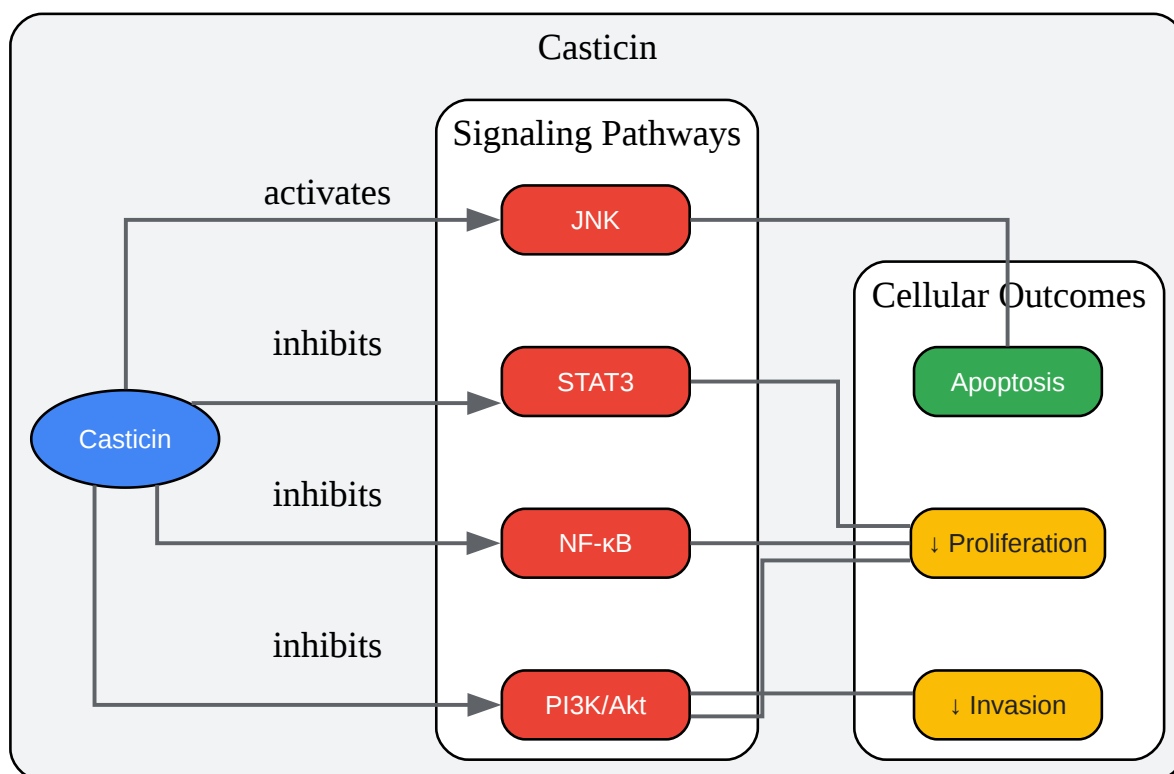 Casticin
Signaling Pathways
activates
JNK
Cellular Outcomes
inhibits
STAT3
Apoptosis
Casticin
inhibits
NF-κB
↓ Proliferation
inhibits
PI3K/Akt
↓ Invasion